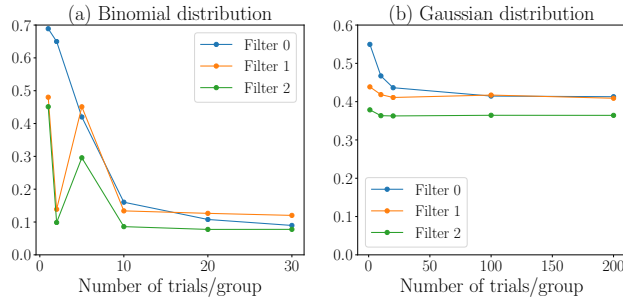 (a) Binomial distribution
0.7
0.6
0.5
0.4
0.3
0.2
0.1
0.0
Filter 0
Filter 1
Filter 2
0 10 20 30
Number of trials/group
(b) Gaussian distribution
0.6
0.5
0.4
0.3
0.2
0.1
0.0
Filter 0
Filter 1
Filter 2
0 50 100 150 200
Number of trials/group